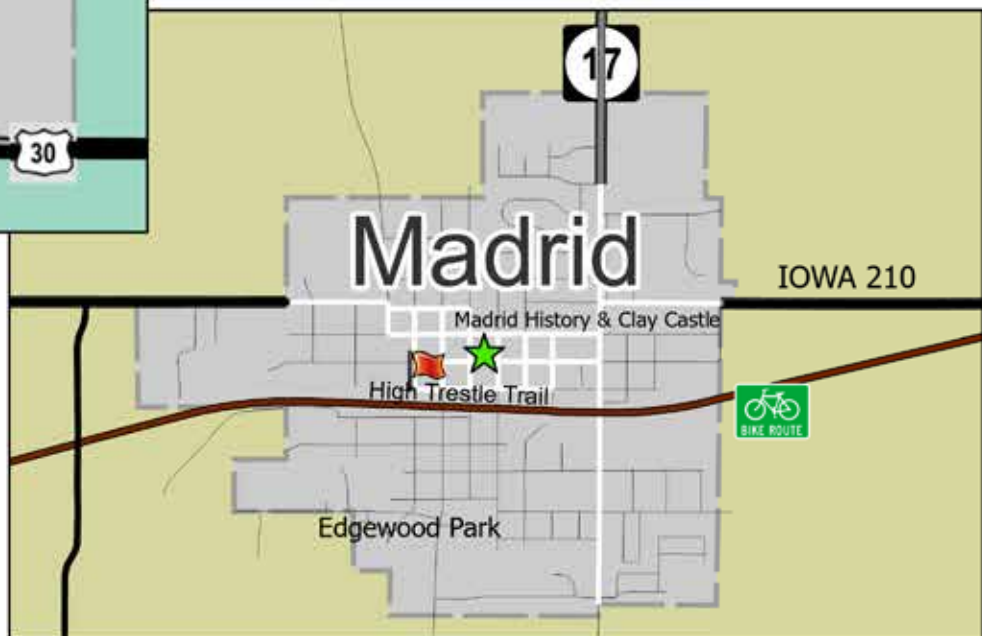 17
30
Madrid
IOWA 210
Madrid History & Clay Castle
High Trestle Trail
BIKE ROUTE
Edgewood Park